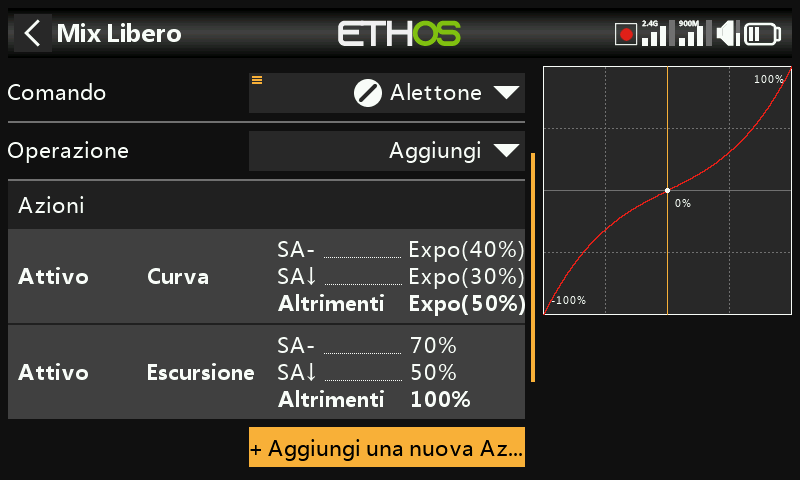 Mix Libero
ETHOS
2.4G
900M
Comando
Alettone
Operazione
Aggiungi
Azioni
Attivo Curva
SA- Expo(40%)
SA↓ Expo(30%)
Altrimenti Expo(50%)
Attivo Escursione
SA- 70%
SA↓ 50%
Altrimenti 100%
+ Aggiungi una nuova Az...
100%
0%
-100%